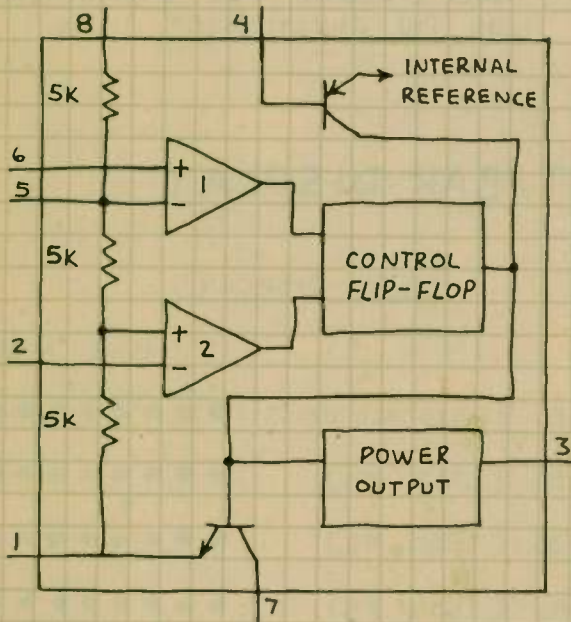 8
4
5K
INTERNAL
REFERENCE
6
+
1
5
-
5K
CONTROL
FLIP-FLOP
+
2
2
-
5K
POWER
OUTPUT
3
1
7